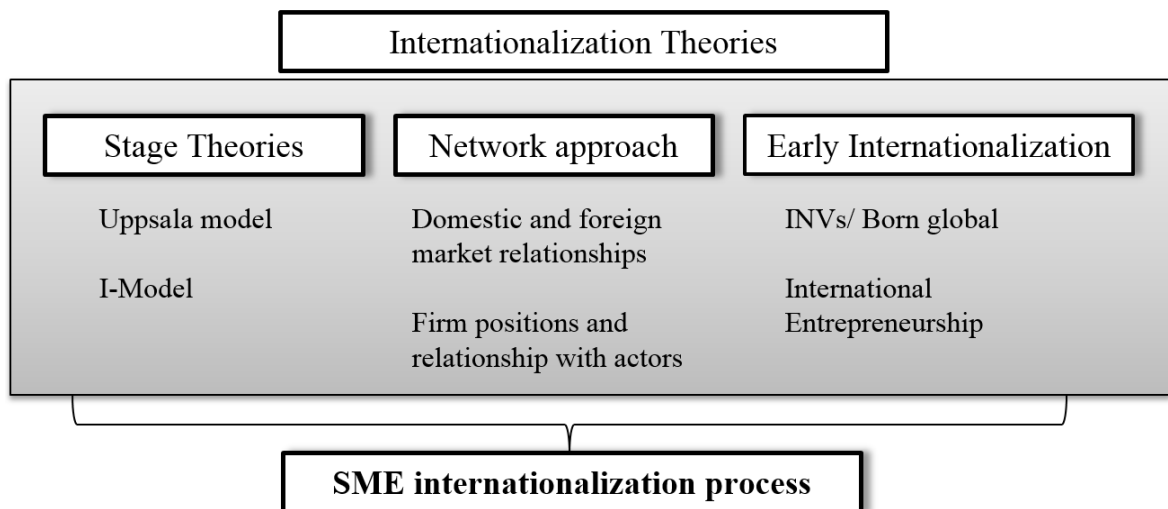 Internationalization Theories
Stage Theories
Network approach
Early Internationalization
Uppsala model
I-Model
Domestic and foreign
market relationships
Firm positions and
relationship with actors
INVs/ Born global
International
Entrepreneurship
SME internationalization process